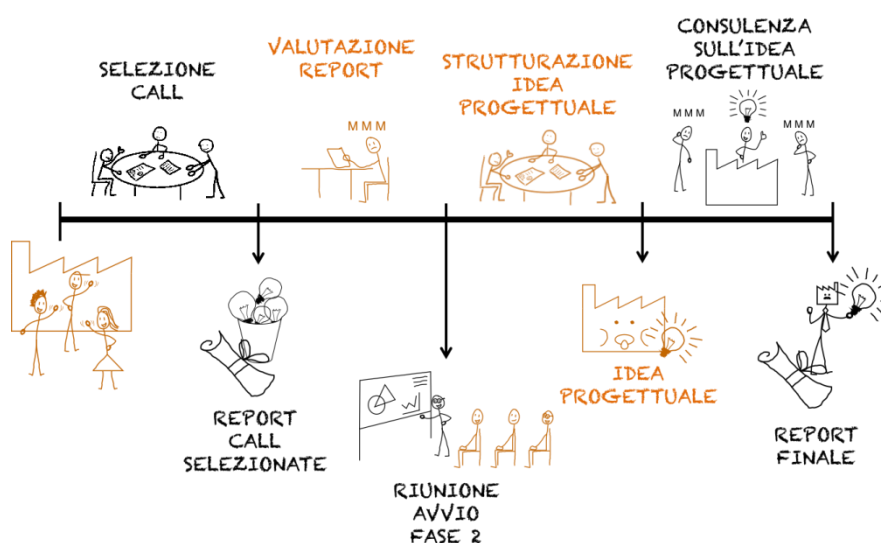 SELEZIONE
CALL
VALUTAZIONE
REPORT
MMM
STRUTTURAZIONE
IDEA
PROGETTUALE
CONSULENZA
SULL'IDEA
PROGETTUALE
MMM
MMM
REPORT
CALL
SELEZIONATE
RIUNIONE
AVVIO
FASE 2
IDEA
PROGETTUALE
REPORT
FINALE